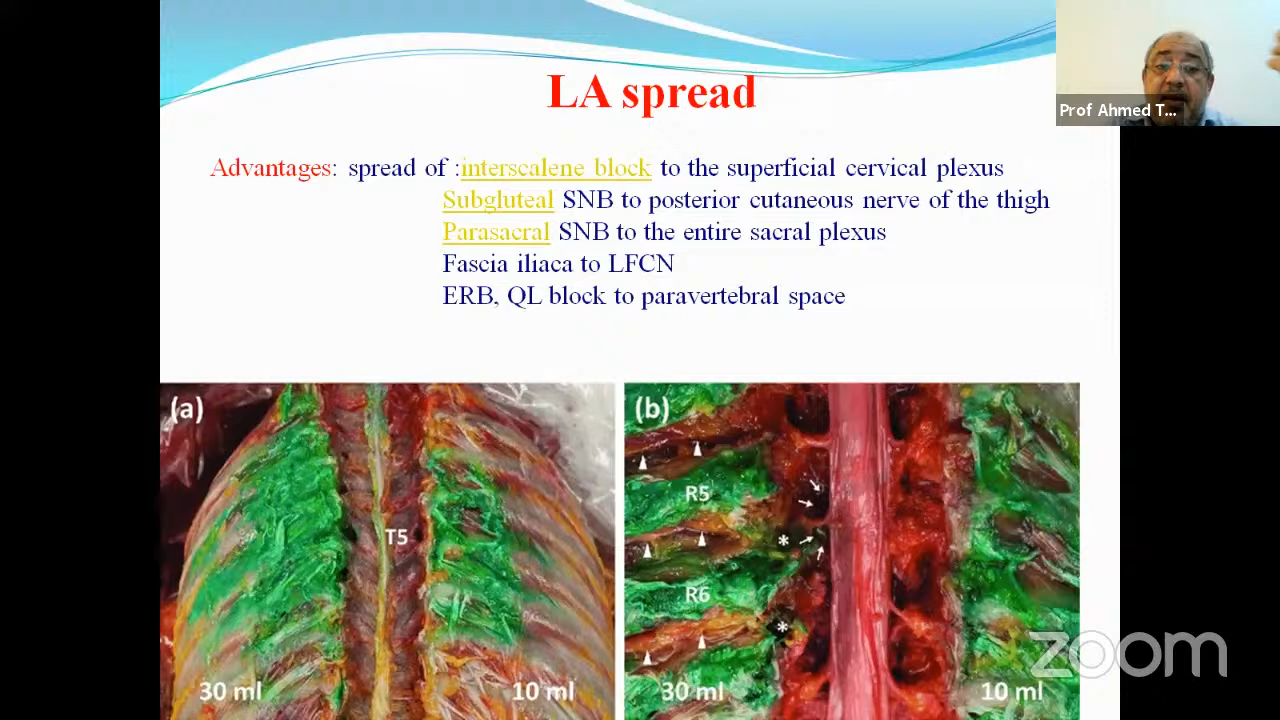 LA spread
Prof Ahmed T...
Advantages: spread of :interscalene block to the superficial cervical plexus
Subgluteal SNB to posterior cutaneous nerve of the thigh
Parasacral SNB to the entire sacral plexus
Fascia iliaca to LFCN
ERB, QL block to paravertebral space
(a)
T5
30 ml
10 ml
(b)
R5
*
R6
*
30 ml
10 ml
zoom